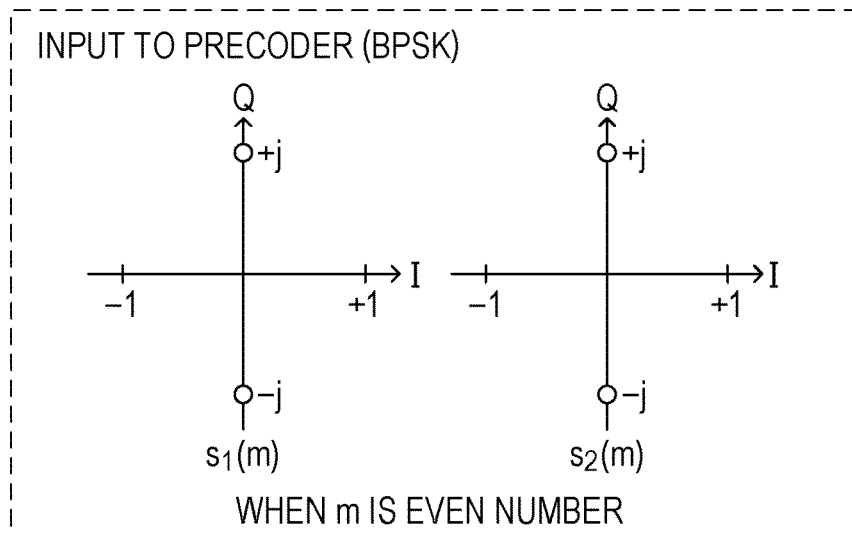 INPUT TO PRECODER (BPSK)
Q Q
+j +j
I I
−1 +1 −1 +1
−j −j
s1(m) s2(m)
WHEN m IS EVEN NUMBER